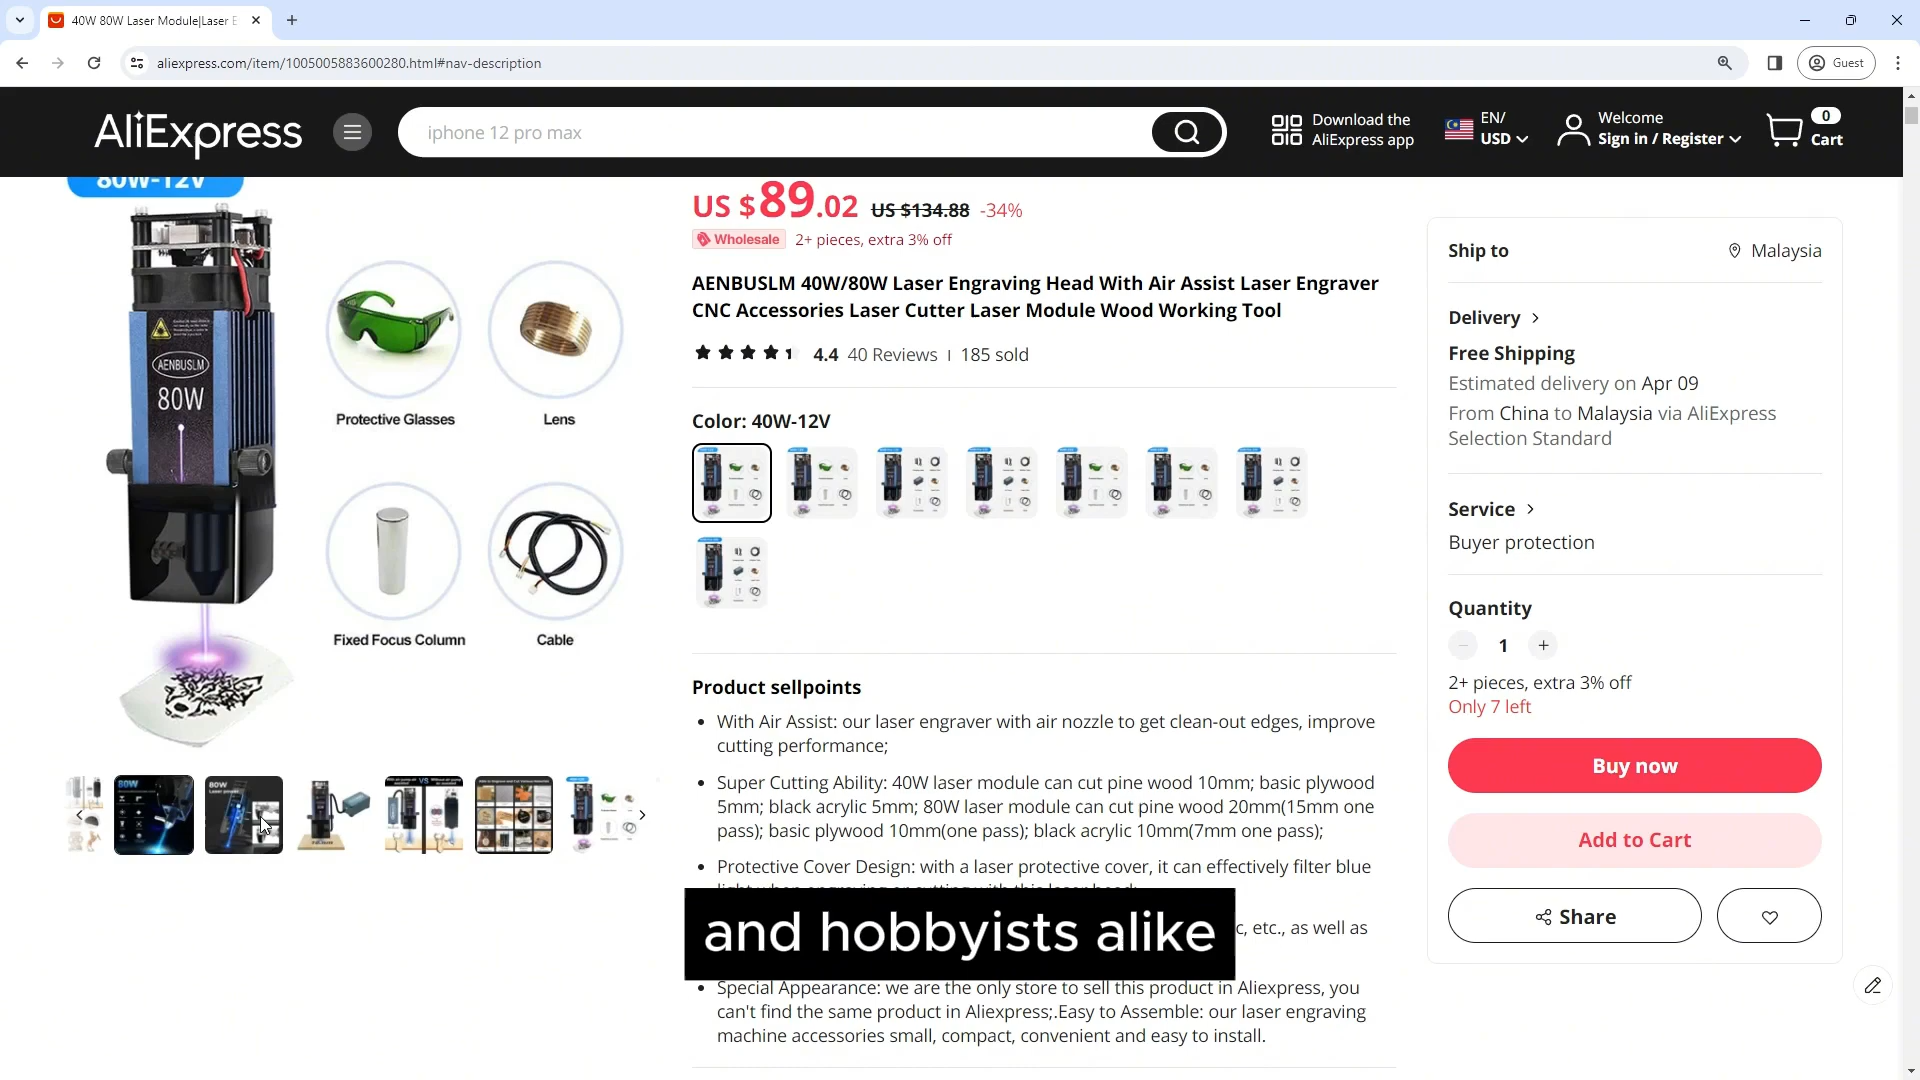 40W 80W Laser Module|Laser E
aliexpress.com/item/1005005883600280.html#nav-description
Guest
AliExpress
iphone 12 pro max
Download the
AliExpress app
EN/
USD
Welcome
Sign in / Register
0
Cart
80W-12V
AENBUSLM
80W
Protective Glasses
Lens
Fixed Focus Column
Cable
80W
80W
VS
US $89.02 US $134.88 -34%
Wholesale 2+ pieces, extra 3% off
AENBUSLM 40W/80W Laser Engraving Head With Air Assist Laser Engraver
CNC Accessories Laser Cutter Laser Module Wood Working Tool
4.4 40 Reviews | 185 sold
Color: 40W-12V
Product sellpoints
• With Air Assist: our laser engraver with air nozzle to get clean-out edges, improve
cutting performance;
• Super Cutting Ability: 40W laser module can cut pine wood 10mm; basic plywood
5mm; black acrylic 5mm; 80W laser module can cut pine wood 20mm(15mm one
pass); basic plywood 10mm(one pass); black acrylic 10mm(7mm one pass);
• Protective Cover Design: with a laser protective cover, it can effectively filter blue
and hobbyists alike
c, etc., as well as
• Special Appearance: we are the only store to sell this product in Aliexpress, you
can't find the same product in Aliexpress;.Easy to Assemble: our laser engraving
machine accessories small, compact, convenient and easy to install.
Ship to Malaysia
Delivery >
Free Shipping
Estimated delivery on Apr 09
From China to Malaysia via AliExpress
Selection Standard
Service >
Buyer protection
Quantity
− 1 +
2+ pieces, extra 3% off
Only 7 left
Buy now
Add to Cart
Share